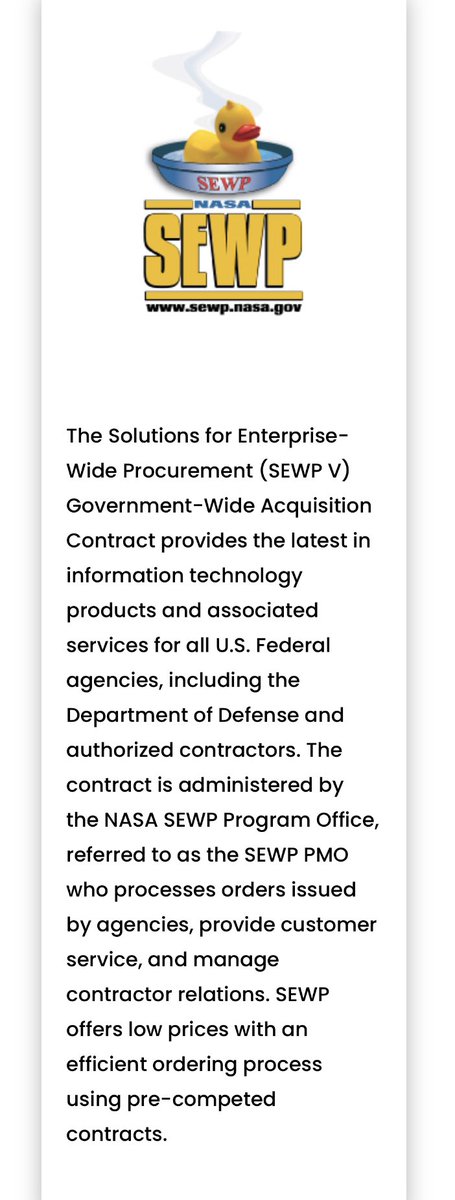 SEWP
NASA
SEWP
www.sewp.nasa.gov
The Solutions for Enterprise-
Wide Procurement (SEWP V)
Government-Wide Acquisition
Contract provides the latest in
information technology
products and associated
services for all U.S. Federal
agencies, including the
Department of Defense and
authorized contractors. The
contract is administered by
the NASA SEWP Program Office,
referred to as the SEWP PMO
who processes orders issued
by agencies, provide customer
service, and manage
contractor relations. SEWP
offers low prices with an
efficient ordering process
using pre-competed
contracts.